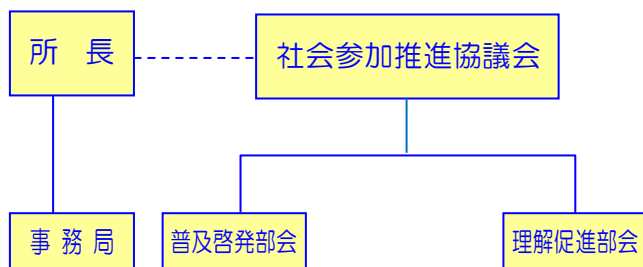 所　長
社会参加推進協議会
事 務 局
普及啓発部会
理解促進部会